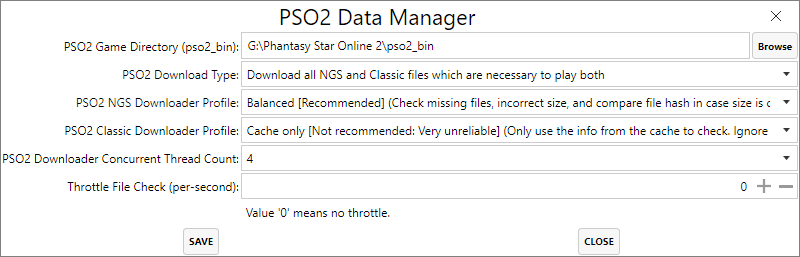 PSO2 Data Manager
PSO2 Game Directory (pso2_bin): G:\Phantasy Star Online 2\pso2_bin Browse
PSO2 Download Type: Download all NGS and Classic files which are necessary to play both
PSO2 NGS Downloader Profile: Balanced [Recommended] (Check missing files, incorrect size, and compare file hash in case size is c
PSO2 Classic Downloader Profile: Cache only [Not recommended: Very unreliable] (Only use the info from the cache to check. Ignore
PSO2 Downloader Concurrent Thread Count: 4
Throttle File Check (per-second): 0
Value '0' means no throttle.
SAVE CLOSE